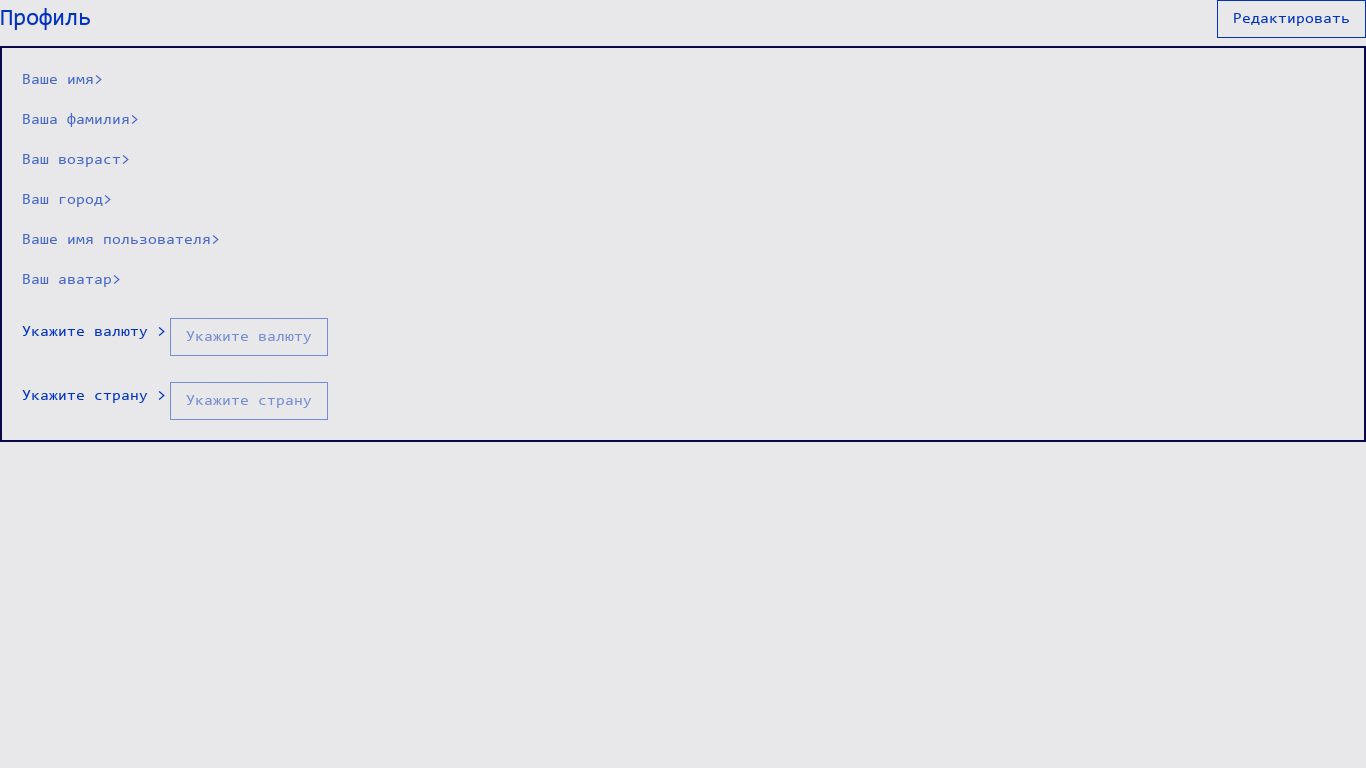 Профиль
Редактировать
Ваше имя>
Ваша фамилия>
Ваш возраст>
Ваш город>
Ваше имя пользователя>
Ваш аватар>
Укажите валюту > Укажите валюту
Укажите страну > Укажите страну